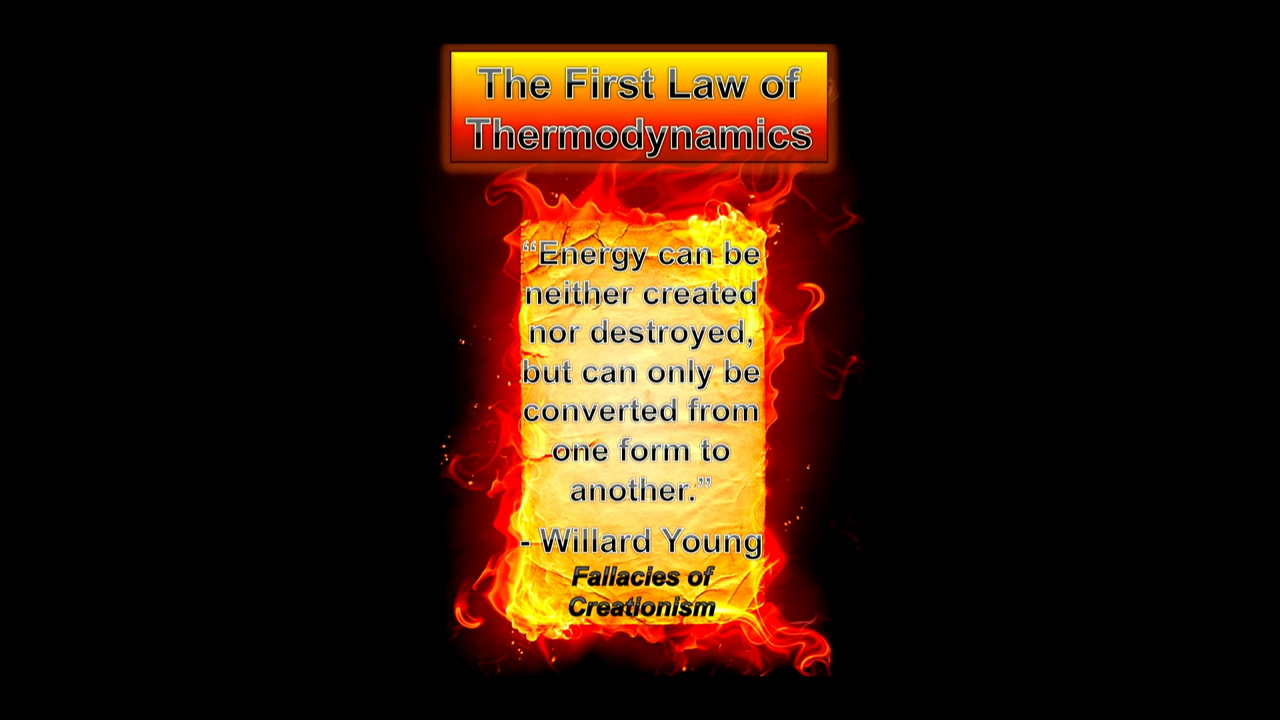 The First Law of
Thermodynamics
“Energy can be
neither created
nor destroyed,
but can only be
converted from
one form to
another.”
- Willard Young
Fallacies of
Creationism